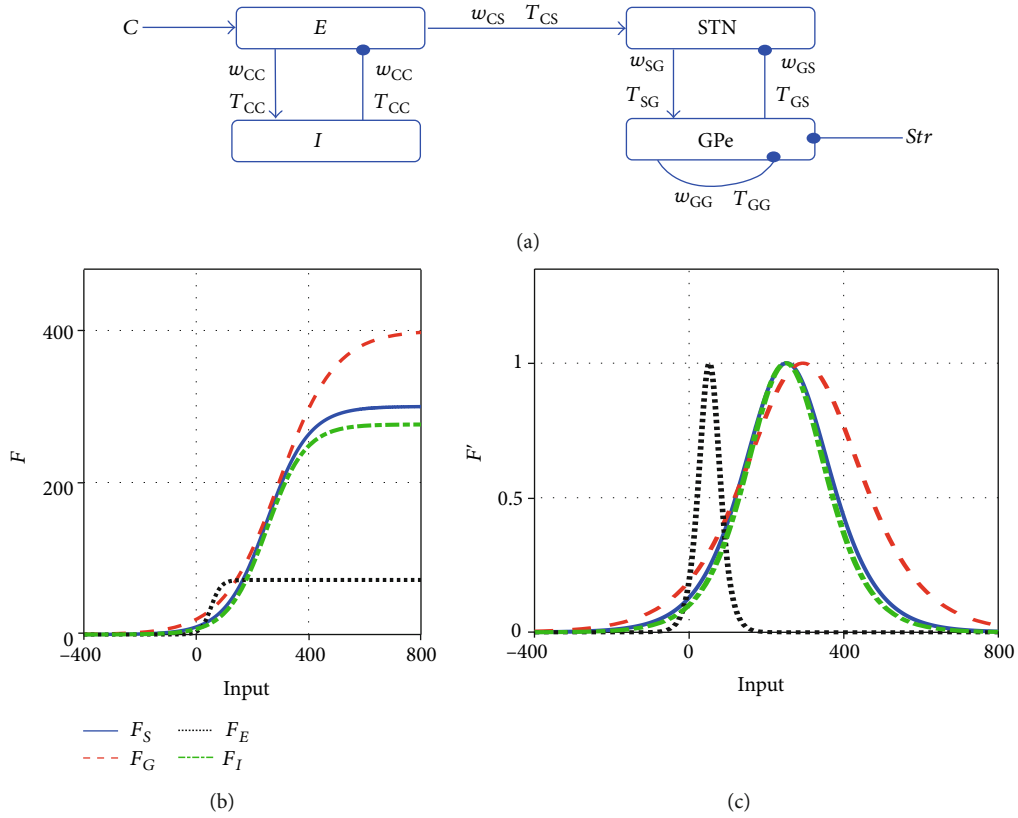 C
E
w_CS T_CS
STN
w_CC
T_CC
w_CC
T_CC
w_SG
T_SG
w_GS
T_GS
I
GPe
Str
w_GG T_GG
(a)
F
400
200
0
−400 0 400 800
Input
F_S F_E
F_G F_I
(b)
F′
1
0.5
0
−400 0 400 800
Input
(c)